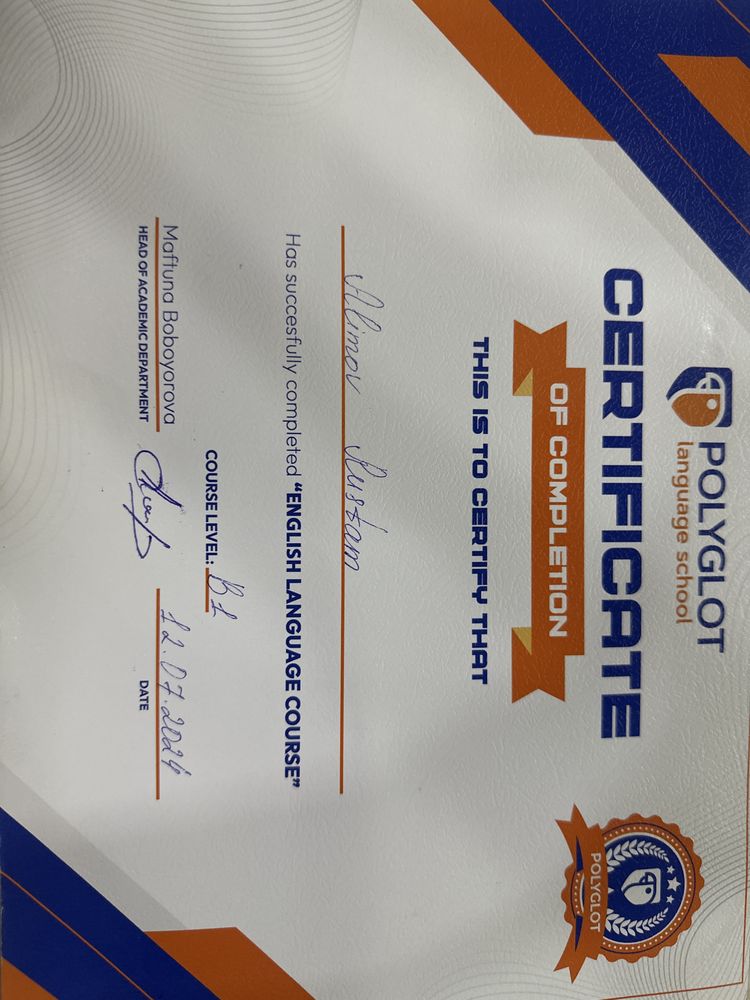 POLYGLOT
language school
CERTIFICATE
OF COMPLETION
THIS IS TO CERTIFY THAT
Alimov Rustam
Has succesfully completed "ENGLISH LANGUAGE COURSE"
COURSE LEVEL: B1
Maftuna Boboyorova
HEAD OF ACADEMIC DEPARTMENT
12.07.2024
DATE
POLYGLOT